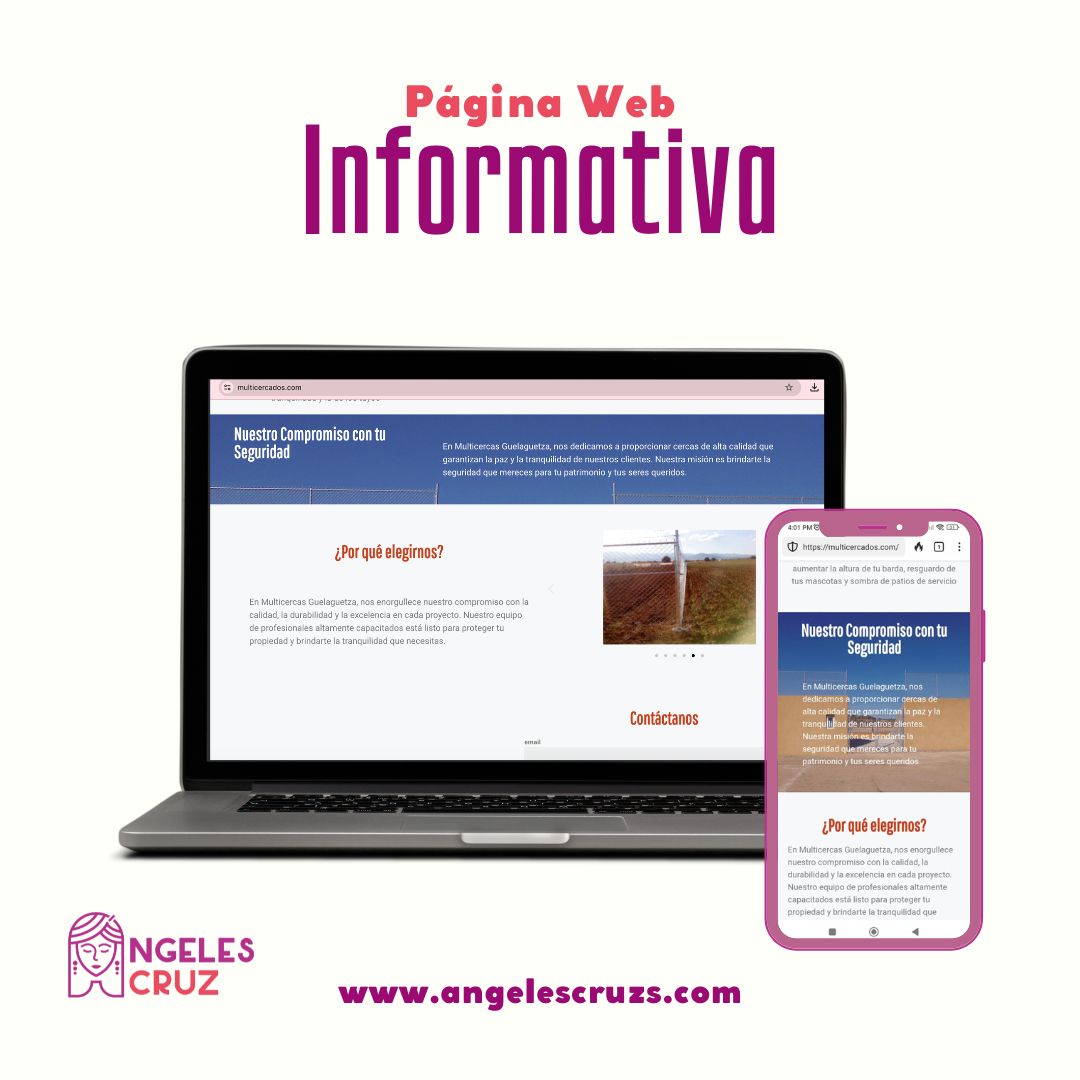 Página Web
Informativa
multicercados.com
Nuestro Compromiso con tu
Seguridad
En Multicercas Guelaguetza, nos dedicamos a proporcionar cercas de alta calidad que
garantizan la paz y la tranquilidad de nuestros clientes. Nuestra misión es brindarte la
seguridad que mereces para tu patrimonio y tus seres queridos.
¿Por qué elegirnos?
En Multicercas Guelaguetza, nos enorgullece nuestro compromiso con la
calidad, la durabilidad y la excelencia en cada proyecto. Nuestro equipo
de profesionales altamente capacitados está listo para proteger tu
propiedad y brindarte la tranquilidad que necesitas.
Contáctanos
email
4:01 PM
https://multicercados.com/
1
aumentar la altura de tu barda, resguardo de
tus mascotas y sombra de patios de servicio
Nuestro Compromiso con tu
Seguridad
En Multicercas Guelaguetza, nos
dedicamos a proporcionar cercas de
alta calidad que garantizan la paz y la
tranquilidad de nuestros clientes.
Nuestra misión es brindarte la
seguridad que mereces para tu
patrimonio y tus seres queridos.
¿Por qué elegirnos?
En Multicercas Guelaguetza, nos enorgullece
nuestro compromiso con la calidad, la
durabilidad y la excelencia en cada proyecto.
Nuestro equipo de profesionales altamente
capacitados está listo para proteger tu
propiedad y brindarte la tranquilidad que
NGELES
CRUZ
www.angelescruzs.com